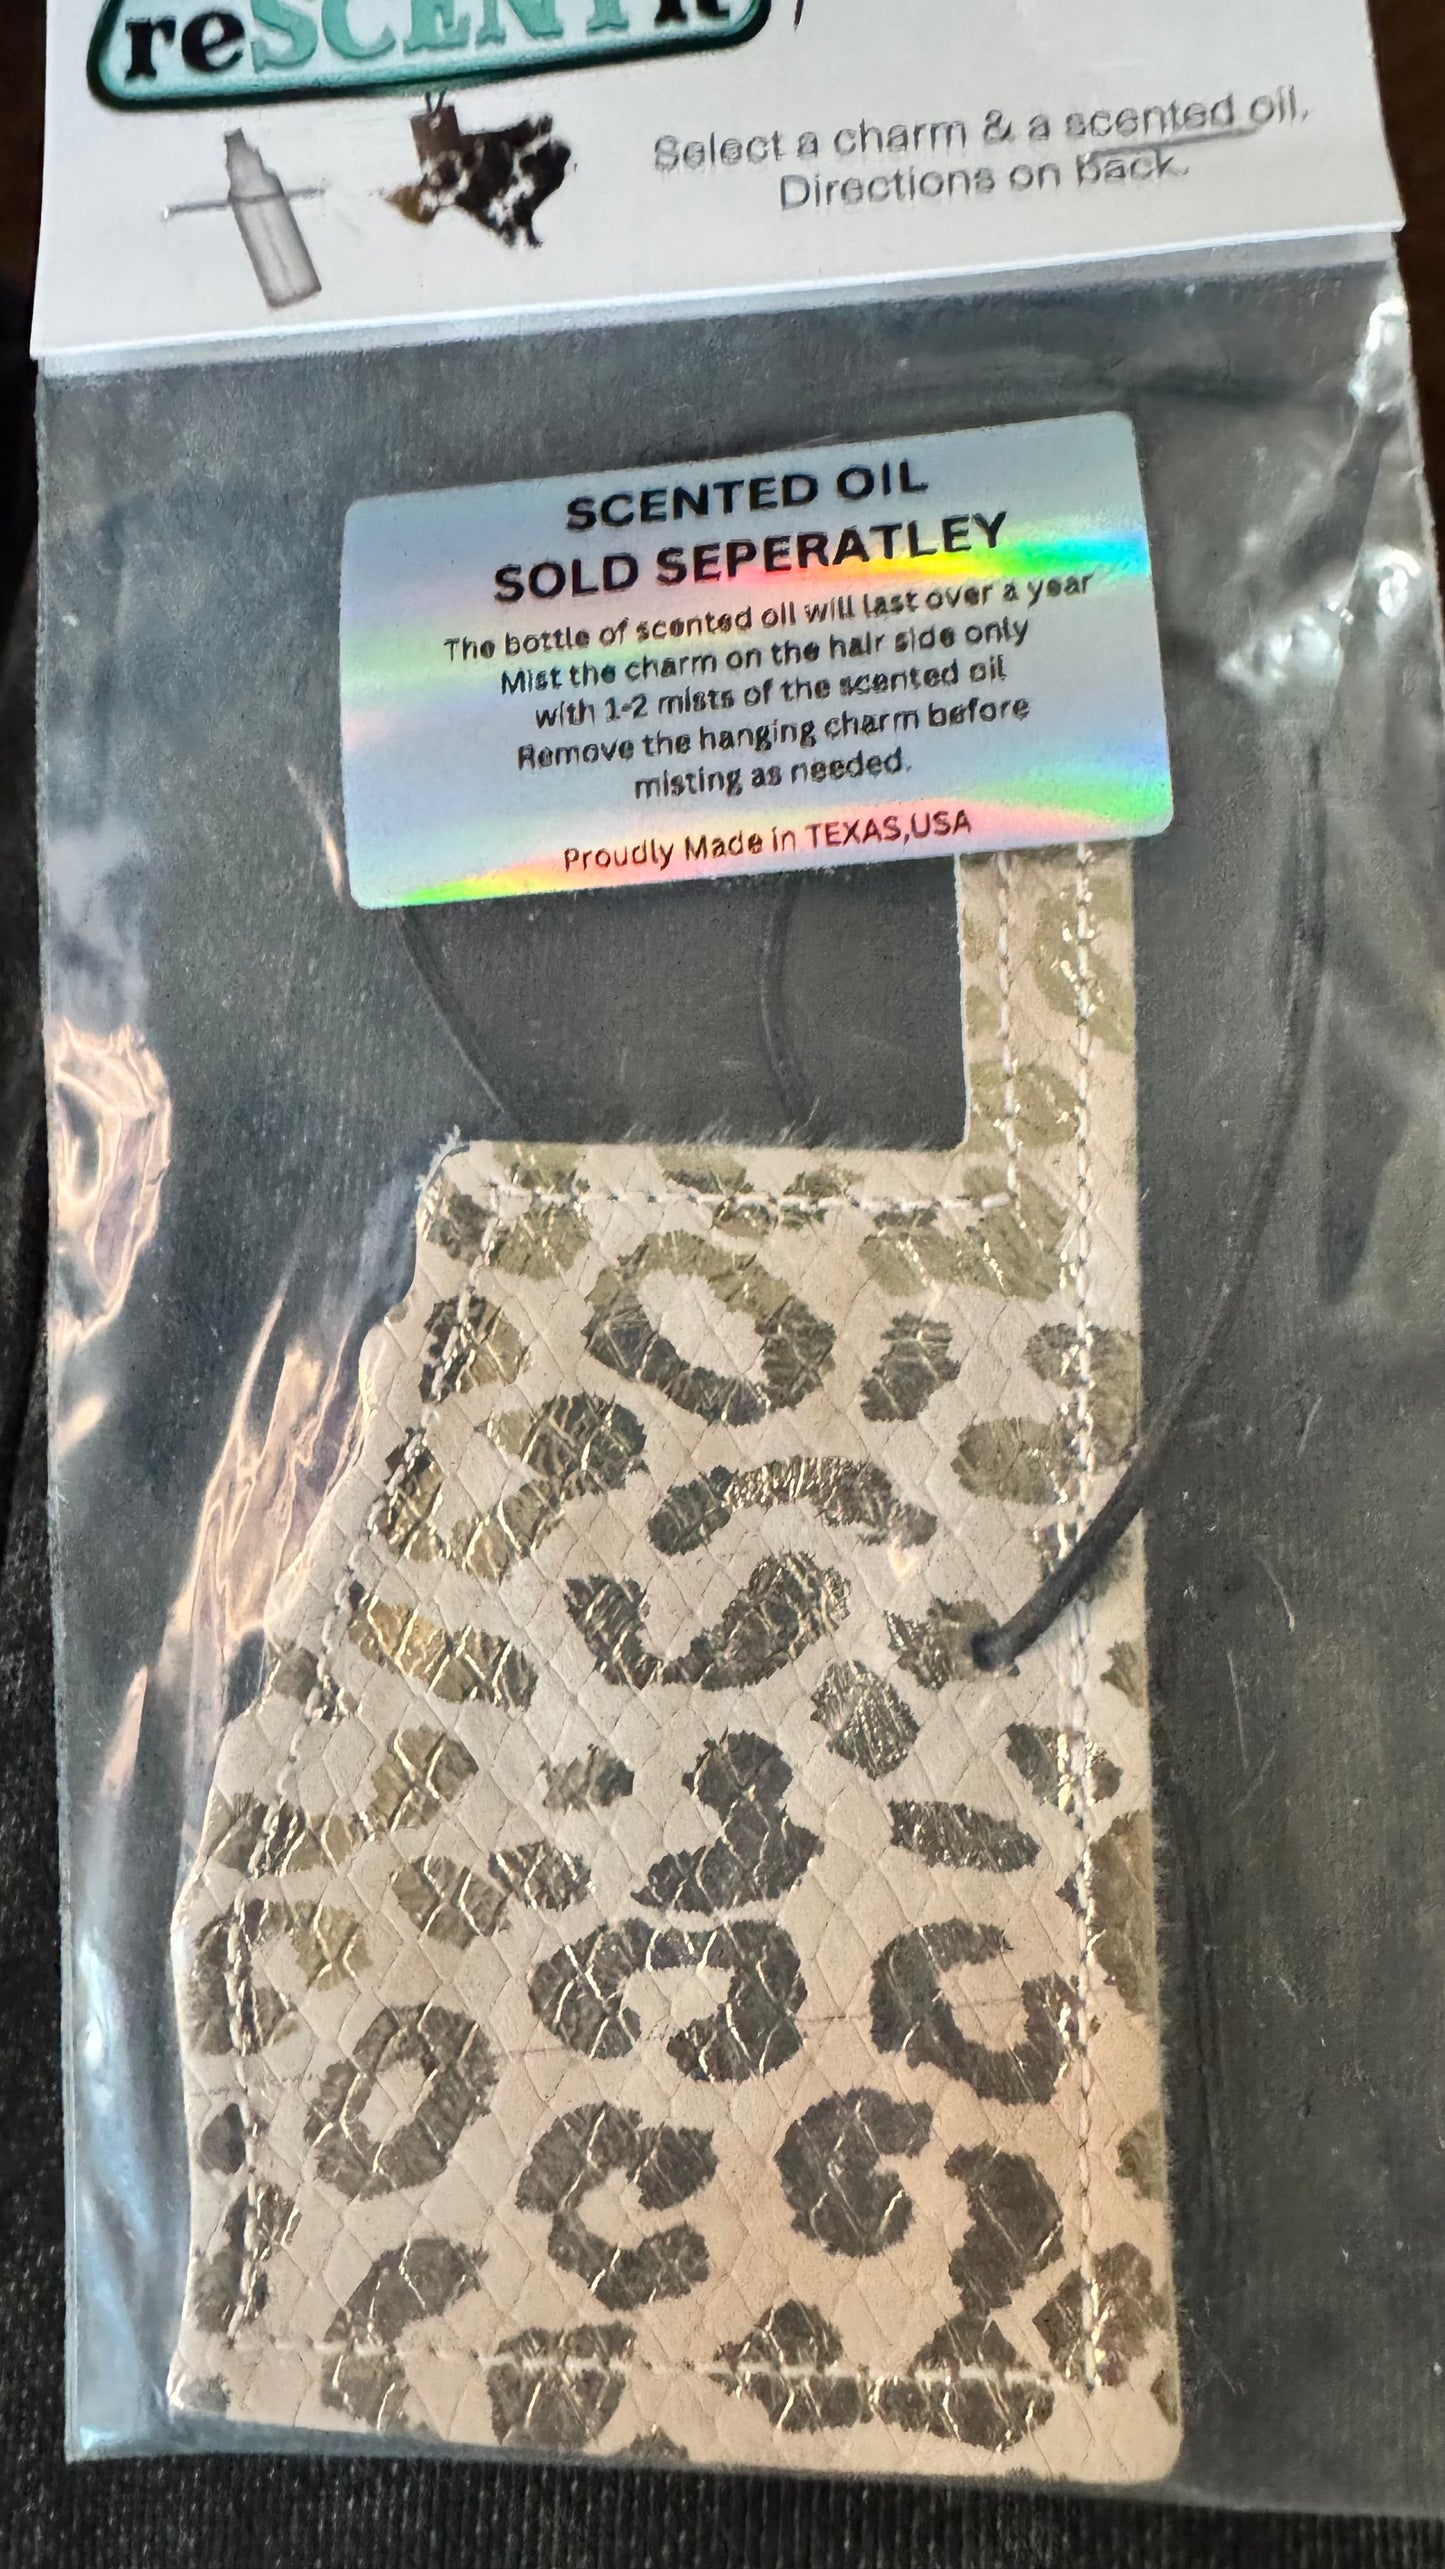 reSCENTit
Select a charm & a scented oil.
Directions on back.
SCENTED OIL
SOLD SEPERATLEY
The bottle of scented oil will last over a year
Mist the charm on the hair side only
with 1-2 mists of the scented oil
Remove the hanging charm before
misting as needed.
Proudly Made in TEXAS,USA